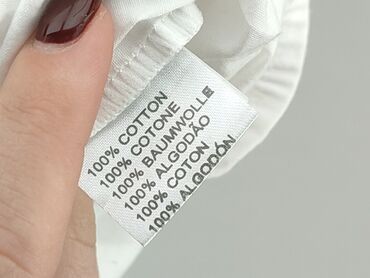 100% COTTON
100% COTONE
100% BAUMWOLLE
100% ALGODÃO
100% COTON
100% ALGODÓN